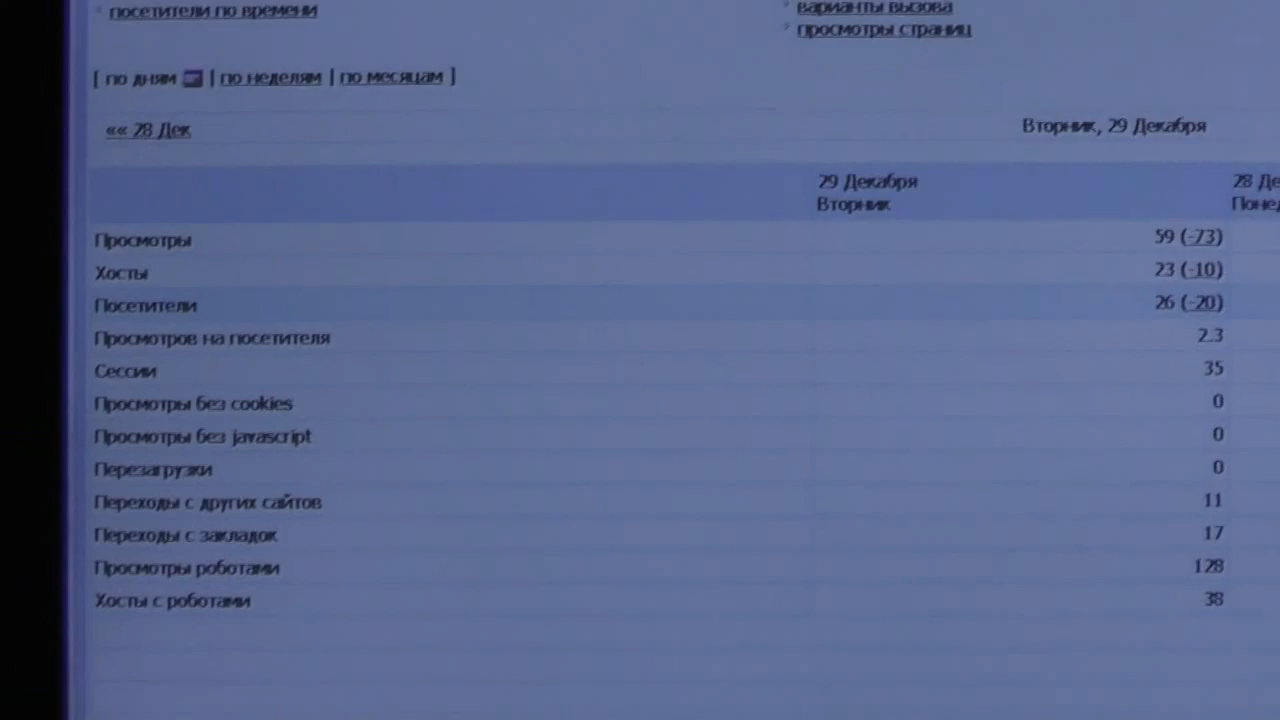 посетители по времени
варианты вызова
просмотры страниц
[ по дням | по неделям | по месяцам ]
«« 28 Дек
Вторник, 29 Декабря
29 Декабря
Вторник
28 Де
Понед
Просмотры 59 (-73)
Хосты 23 (-10)
Посетители 26 (-20)
Просмотров на посетителя 2.3
Сессии 35
Просмотры без cookies 0
Просмотры без javascript 0
Перезагрузки 0
Переходы с других сайтов 11
Переходы с закладок 17
Просмотры роботами 128
Хосты с роботами 38